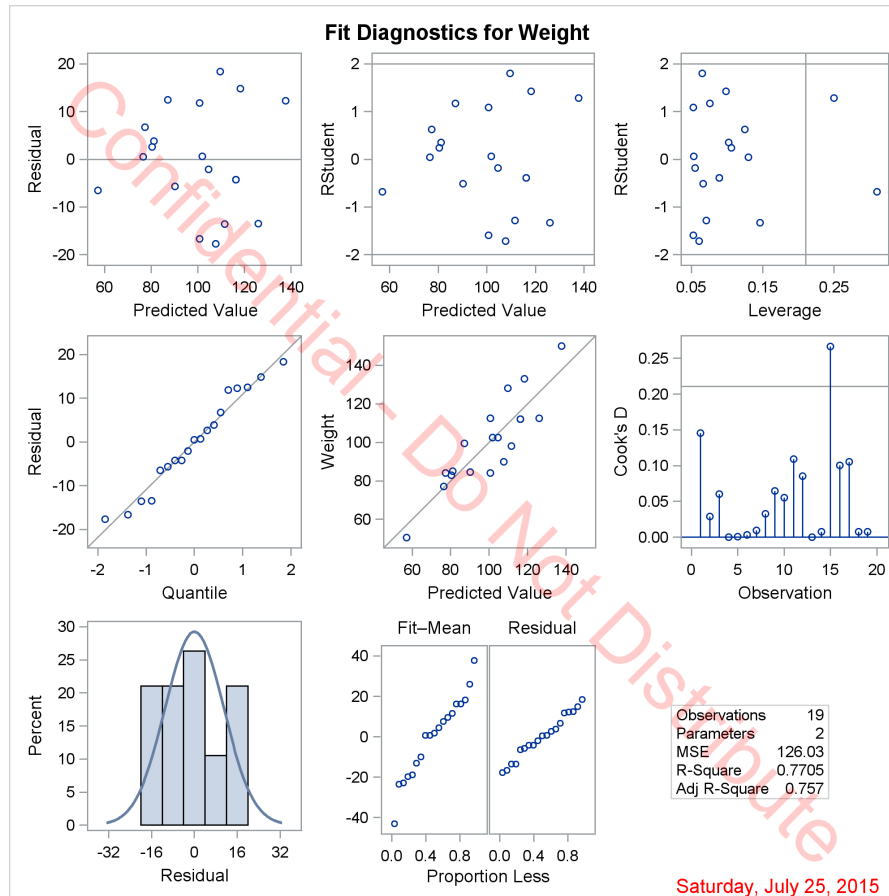 Fit Diagnostics for Weight
Residual
20
10
0
-10
-20
60 80 100 120 140
Predicted Value
RStudent
2
1
0
-1
-2
60 80 100 120 140
Predicted Value
RStudent
2
1
0
-1
-2
0.05 0.15 0.25
Leverage
Residual
20
10
0
-10
-20
-2 -1 0 1 2
Quantile
Weight
140
120
100
80
60
60 80 100 120 140
Predicted Value
Cook's D
0.25
0.20
0.15
0.10
0.05
0.00
0 5 10 15 20
Observation
Percent
30
25
20
15
10
5
0
-32 -16 0 16 32
Residual
Fit–Mean Residual
40
20
0
-20
-40
0.0 0.4 0.8 0.0 0.4 0.8
Proportion Less
Observations 19
Parameters 2
MSE 126.03
R-Square 0.7705
Adj R-Square 0.757
Confidential - Do Not Distribute
Saturday, July 25, 2015